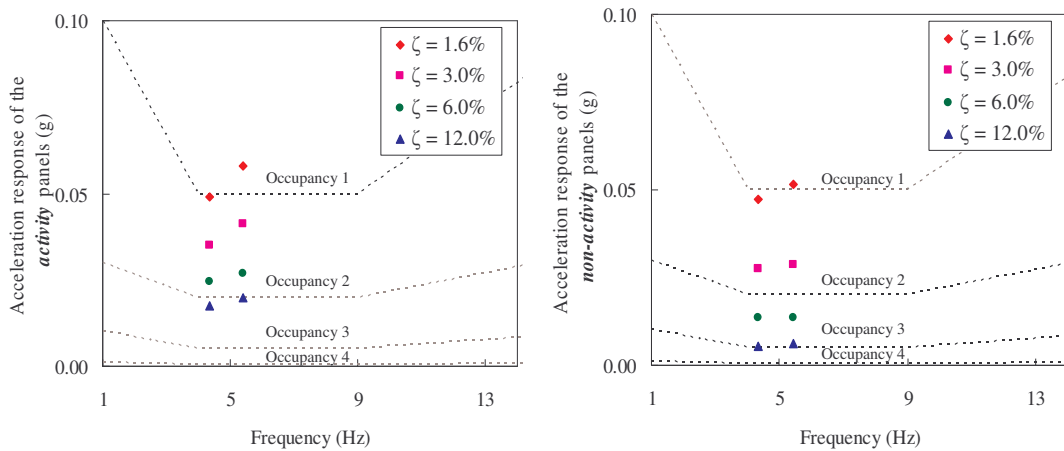 Acceleration response of the
activity panels (g)
0.10
0.05
0.00
ζ = 1.6%
ζ = 3.0%
ζ = 6.0%
ζ = 12.0%
Occupancy 1
Occupancy 2
Occupancy 3
Occupancy 4
1
5
9
13
Frequency (Hz)
Acceleration response of the
non-activity panels (g)
0.10
0.05
0.00
ζ = 1.6%
ζ = 3.0%
ζ = 6.0%
ζ = 12.0%
Occupancy 1
Occupancy 2
Occupancy 3
Occupancy 4
1
5
9
13
Frequency (Hz)